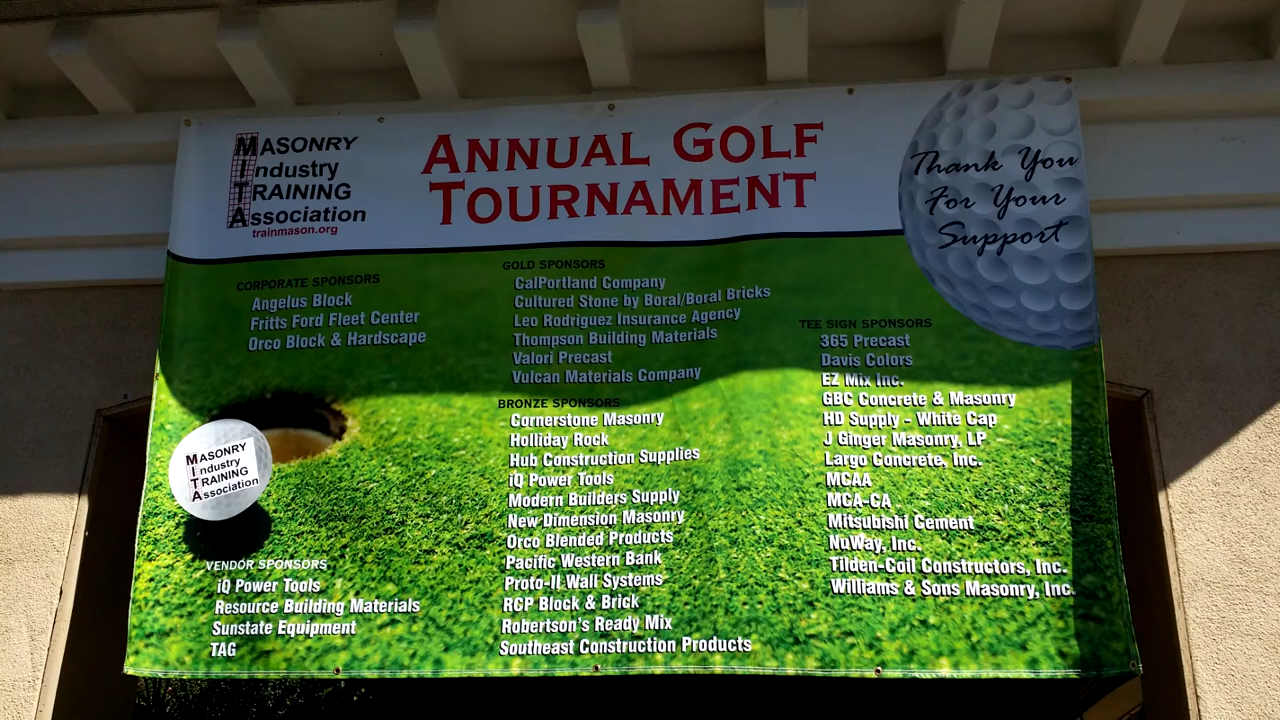 MASONRY
Industry
TRAINING
Association
trainmason.org
ANNUAL GOLF
TOURNAMENT
Thank You
For Your
Support
CORPORATE SPONSORS
Angelus Block
Fritts Ford Fleet Center
Orco Block & Hardscape
GOLD SPONSORS
CalPortland Company
Cultured Stone by Boral/Boral Bricks
Leo Rodriguez Insurance Agency
Thompson Building Materials
Valori Precast
Vulcan Materials Company
BRONZE SPONSORS
Cornerstone Masonry
Holliday Rock
Hub Construction Supplies
iQ Power Tools
Modern Builders Supply
New Dimension Masonry
Orco Blended Products
Pacific Western Bank
Proto-II Wall Systems
RCP Block & Brick
Robertson's Ready Mix
Southeast Construction Products
TEE SIGN SPONSORS
365 Precast
Davis Colors
EZ Mix Inc.
GBC Concrete & Masonry
HD Supply - White Cap
J Ginger Masonry, LP
Largo Concrete, Inc.
MCAA
MCA-CA
Mitsubishi Cement
NuWay, Inc.
Tilden-Coil Constructors, Inc.
Williams & Sons Masonry, Inc.
MASONRY
Industry
TRAINING
Association
VENDOR SPONSORS
iQ Power Tools
Resource Building Materials
Sunstate Equipment
TAG